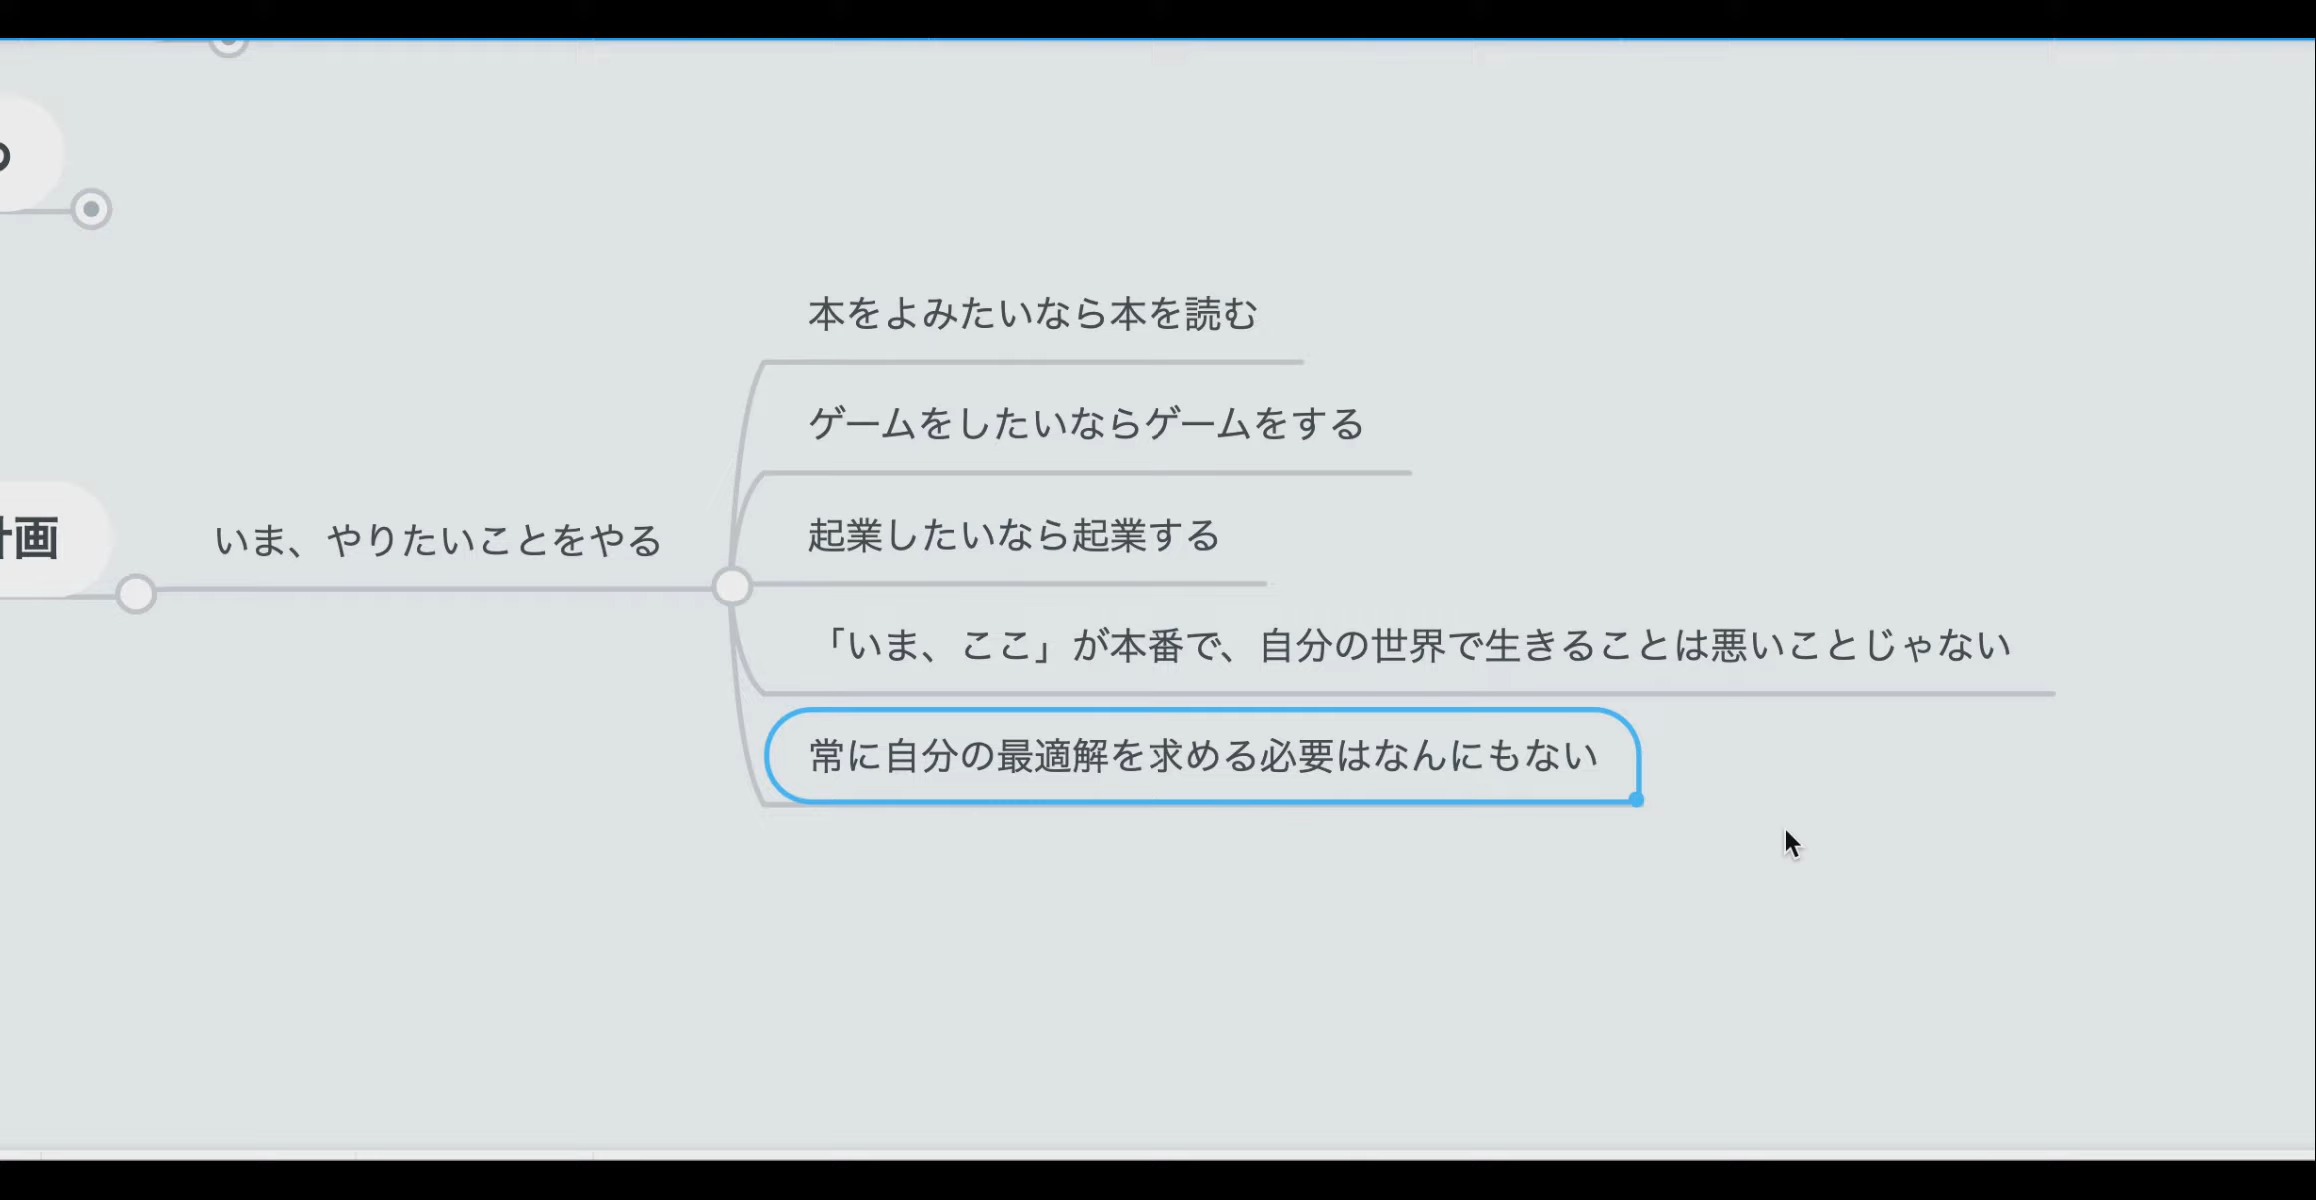 本をよみたいなら本を読む
ゲームをしたいならゲームをする
計画
いま、やりたいことをやる
起業したいなら起業する
「いま、ここ」が本番で、自分の世界で生きることは悪いことじゃない
常に自分の最適解を求める必要はなんにもない